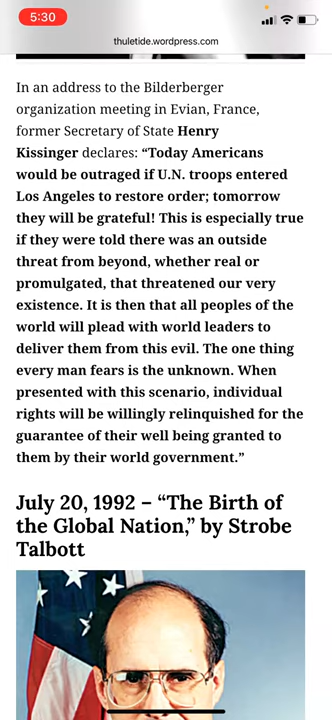 5:30
thuletide.wordpress.com
In an address to the Bilderberger
organization meeting in Evian, France,
former Secretary of State Henry
Kissinger declares: “Today Americans
would be outraged if U.N. troops entered
Los Angeles to restore order; tomorrow
they will be grateful! This is especially true
if they were told there was an outside
threat from beyond, whether real or
promulgated, that threatened our very
existence. It is then that all peoples of the
world will plead with world leaders to
deliver them from this evil. The one thing
every man fears is the unknown. When
presented with this scenario, individual
rights will be willingly relinquished for the
guarantee of their well being granted to
them by their world government.”
July 20, 1992 – “The Birth of
the Global Nation,” by Strobe
Talbott